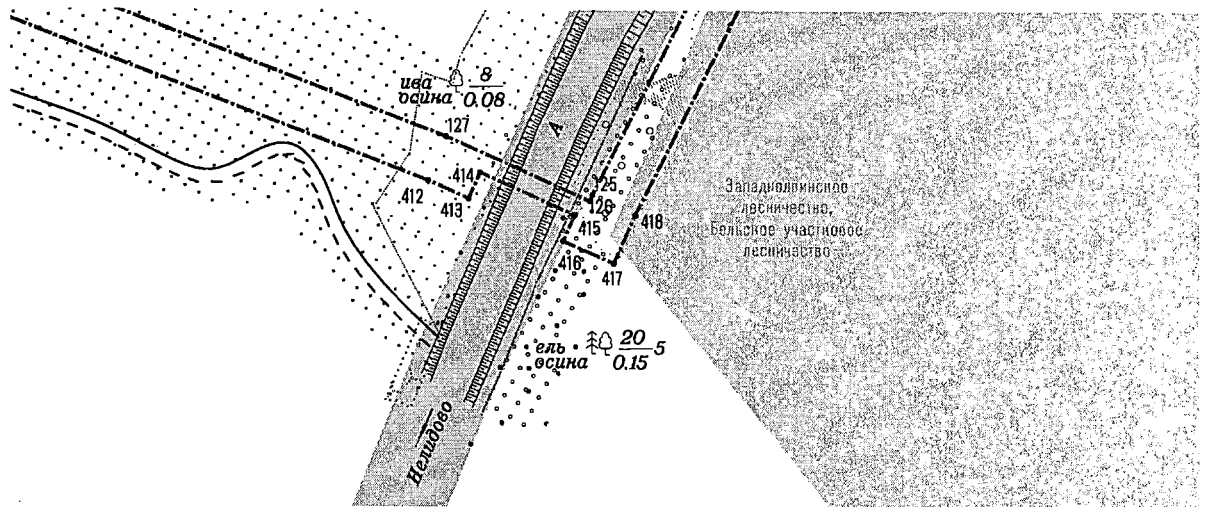 ива 8
осина 0.08
127
А
414
412
413
125
126
415
418
416
417
Западнодвинское
лесничество,
Бельское участковое
лесничество
ель 20 5
осина 0.15
Нелидово